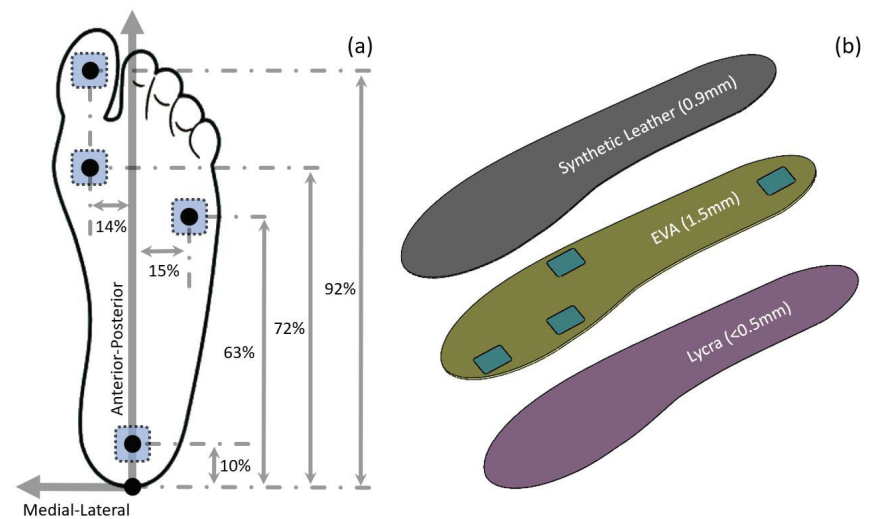 (a)
14%
15%
92%
72%
63%
10%
Anterior-Posterior
Medial-Lateral
(b)
Synthetic Leather (0.9mm)
EVA (1.5mm)
Lycra (<0.5mm)